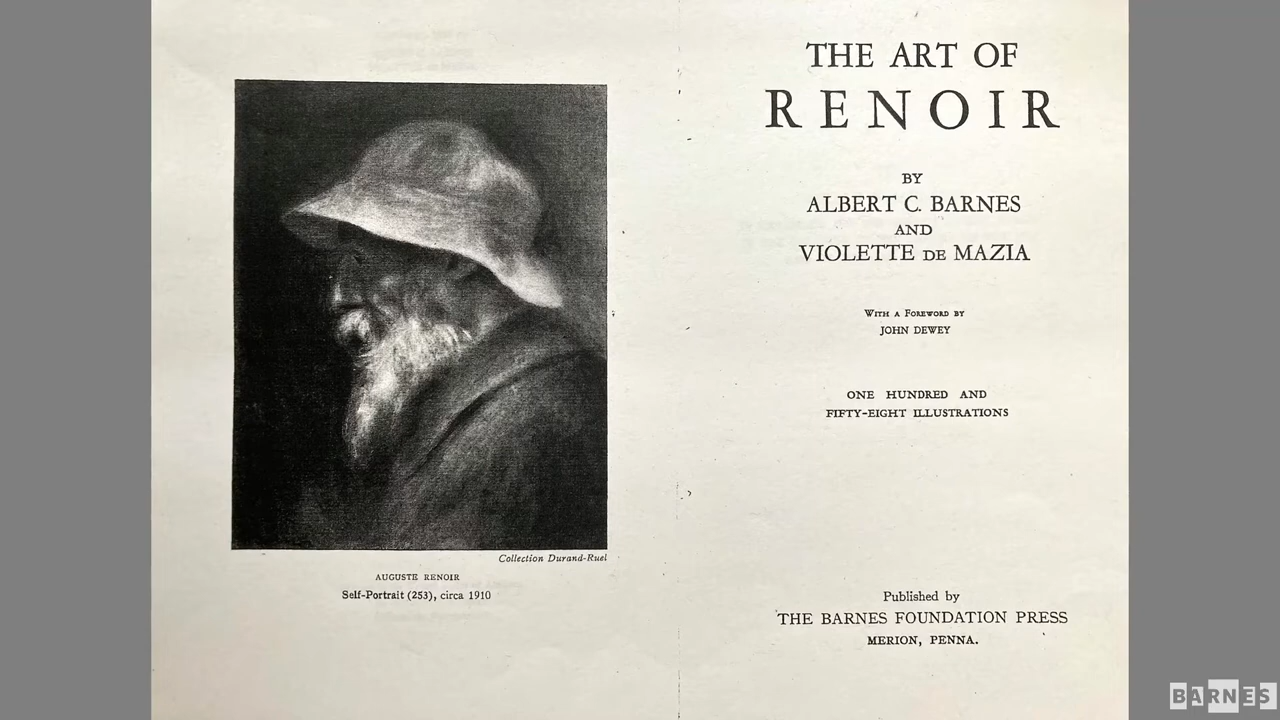 Collection Durand-Ruel
AUGUSTE RENOIR
Self-Portrait (253), circa 1910
THE ART OF
RENOIR
BY
ALBERT C. BARNES
AND
VIOLETTE DE MAZIA
WITH A FOREWORD BY
JOHN DEWEY
ONE HUNDRED AND
FIFTY-EIGHT ILLUSTRATIONS
Published by
THE BARNES FOUNDATION PRESS
MERION, PENNA.
BARNES